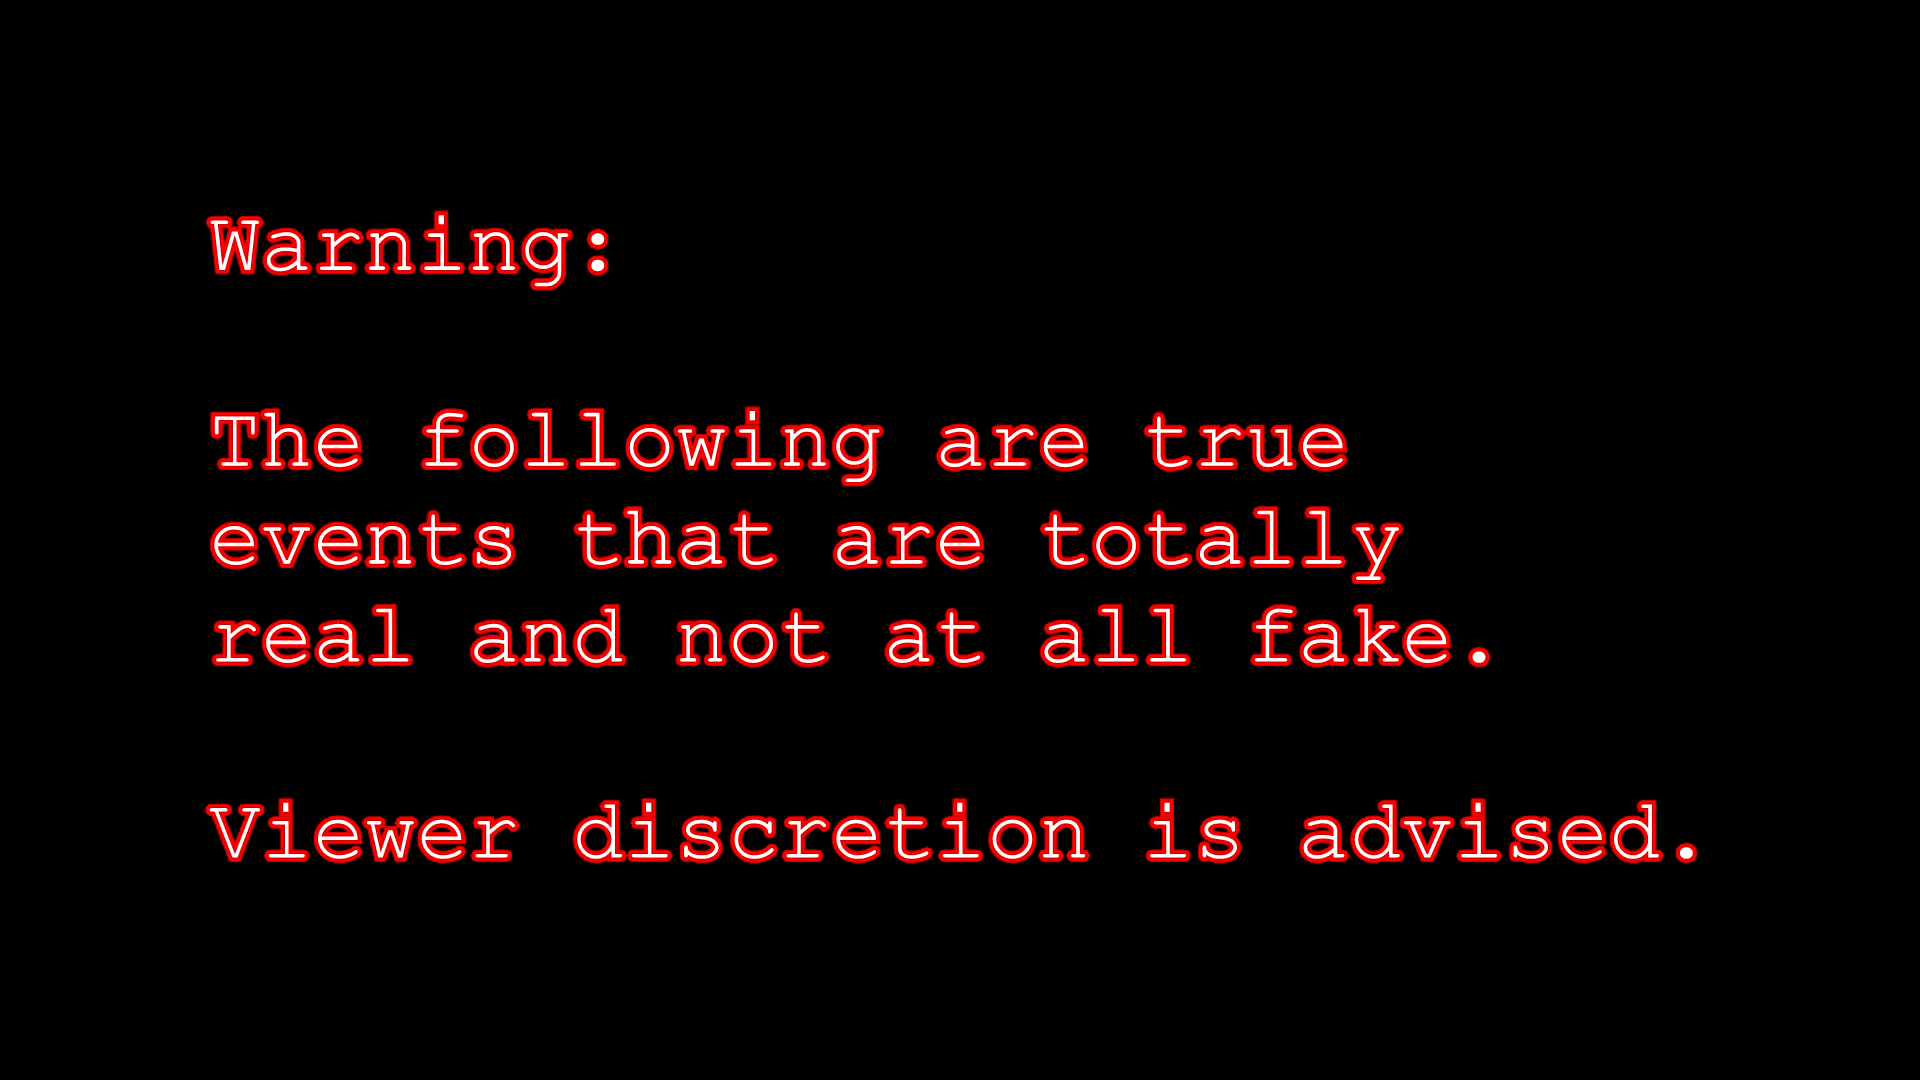 Warning:
The following are true
events that are totally
real and not at all fake.
Viewer discretion is advised.